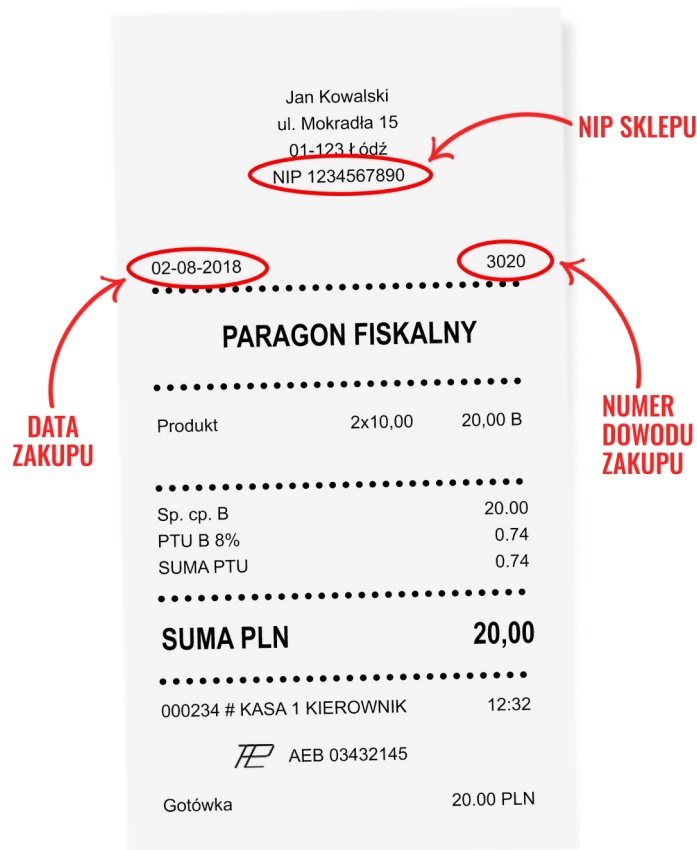 Jan Kowalski
ul. Mokradła 15
01-123 Łódź
NIP 1234567890
NIP SKLEPU
02-08-2018 3020
PARAGON FISKALNY
DATA
ZAKUPU
NUMER
DOWODU
ZAKUPU
Produkt 2x10,00 20,00 B
Sp. cp. B 20.00
PTU B 8% 0.74
SUMA PTU 0.74
SUMA PLN 20,00
000234 # KASA 1 KIEROWNIK 12:32
AEB 03432145
Gotówka 20.00 PLN